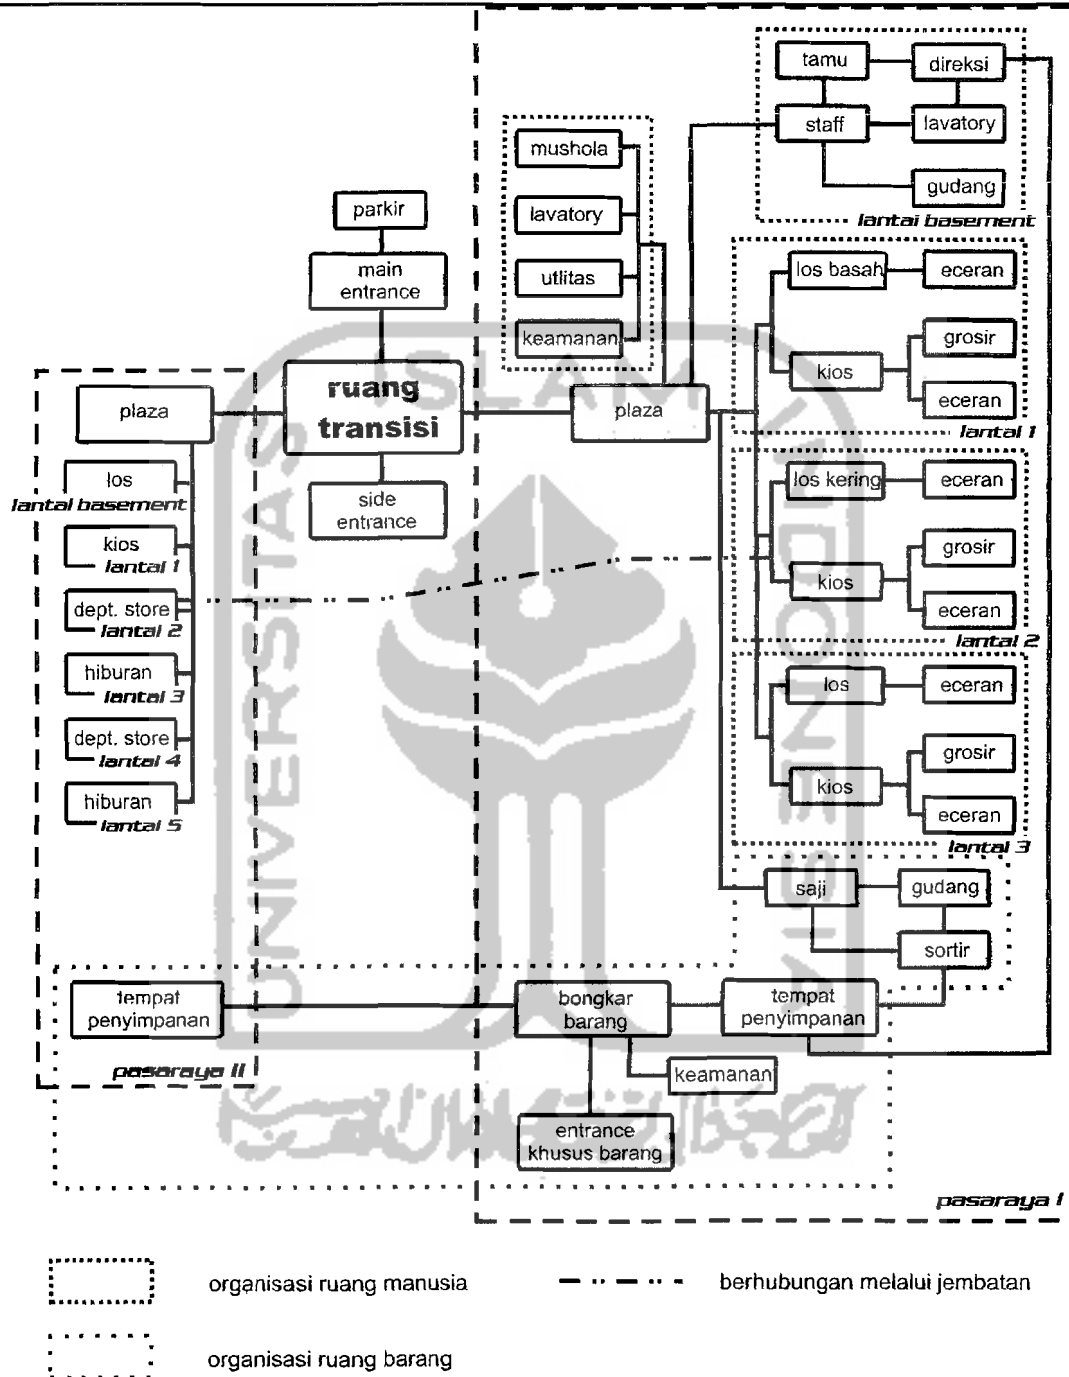 tamu
direksi
staff
lavatory
gudang
lantai basement
mushola
lavatory
utlitas
keamanan
parkir
main
entrance
ruang
transisi
side
entrance
plaza
los
lantai basement
kios
lantai 1
dept. store
lantai 2
hiburan
lantai 3
dept. store
lantai 4
hiburan
lantai 5
plaza
los basah
eceran
kios
grosir
eceran
lantai 1
los kering
eceran
kios
grosir
eceran
lantai 2
los
eceran
kios
grosir
eceran
lantai 3
saji
gudang
sortir
tempat
penyimpanan
bongkar
barang
tempat
penyimpanan
keamanan
entrance
khusus barang
pasaraya II
pasaraya I
organisasi ruang manusia
berhubungan melalui jembatan
organisasi ruang barang
UNIVERSITAS
ISLAM
INDONESIA